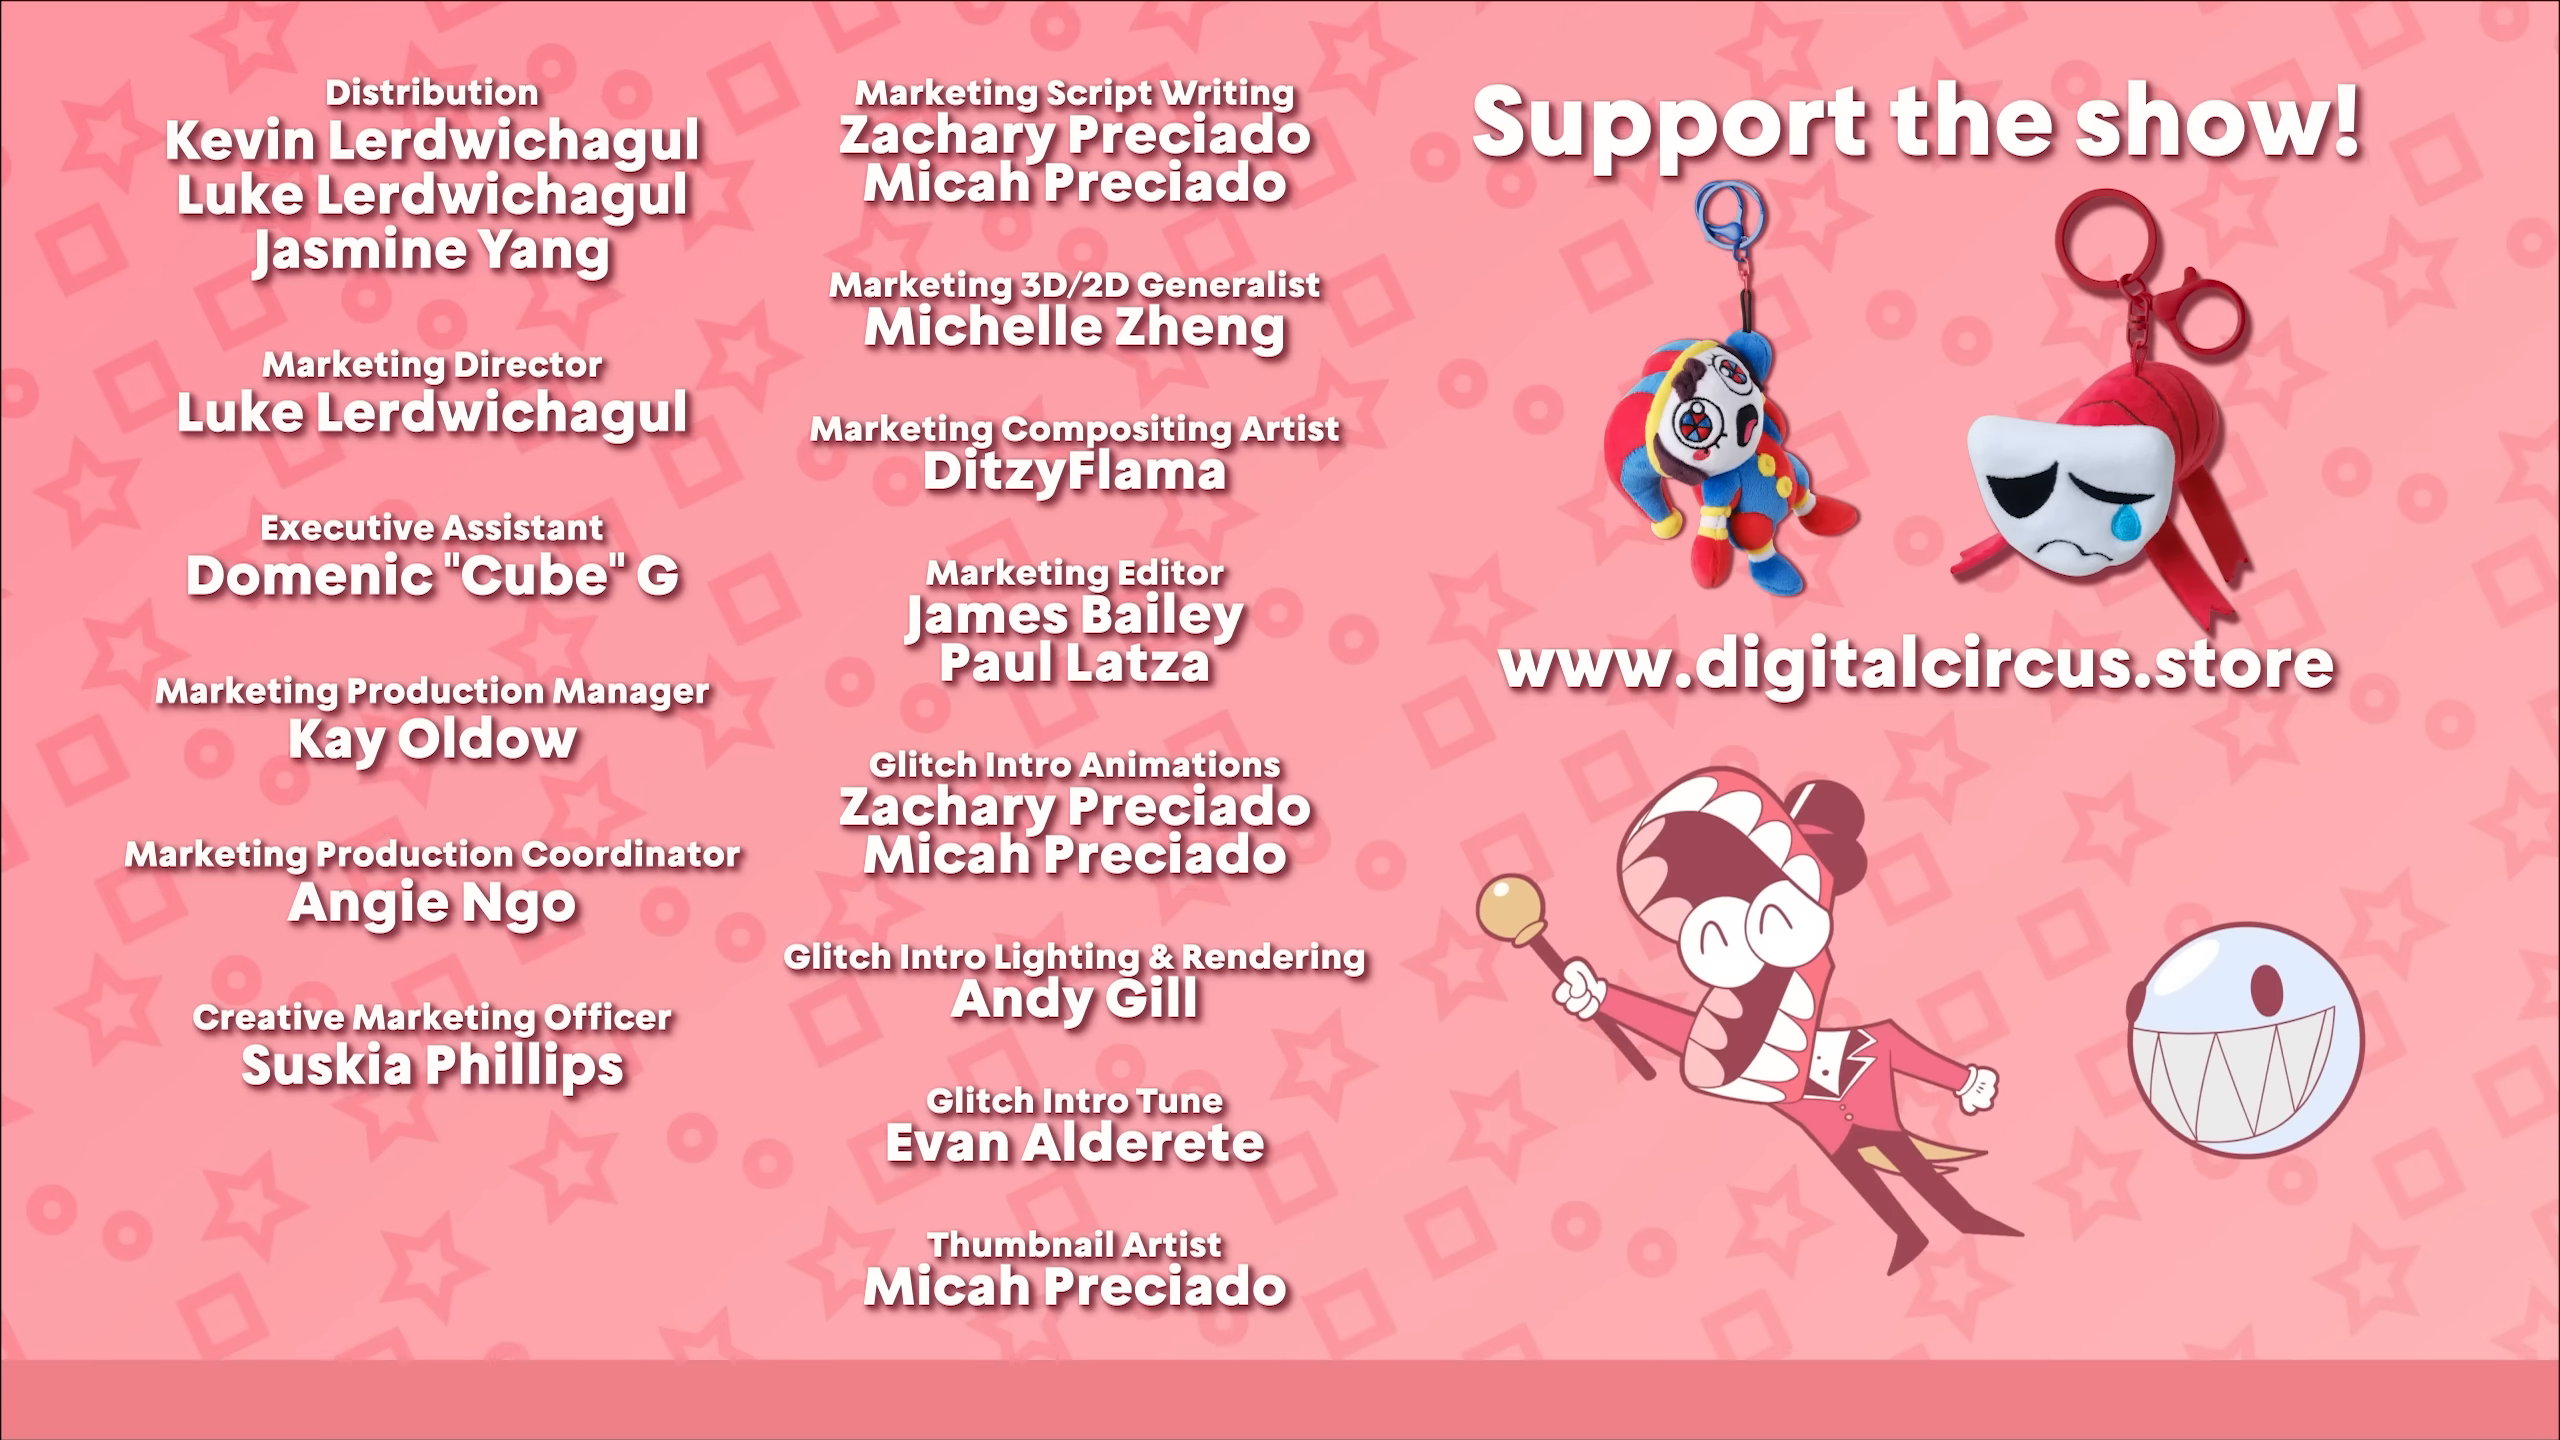 Distribution
Kevin Lerdwichagul
Luke Lerdwichagul
Jasmine Yang
Marketing Director
Luke Lerdwichagul
Executive Assistant
Domenic "Cube" G
Marketing Production Manager
Kay Oldow
Marketing Production Coordinator
Angie Ngo
Creative Marketing Officer
Suskia Phillips
Marketing Script Writing
Zachary Preciado
Micah Preciado
Marketing 3D/2D Generalist
Michelle Zheng
Marketing Compositing Artist
DitzyFlama
Marketing Editor
James Bailey
Paul Latza
Glitch Intro Animations
Zachary Preciado
Micah Preciado
Glitch Intro Lighting & Rendering
Andy Gill
Glitch Intro Tune
Evan Alderete
Thumbnail Artist
Micah Preciado
Support the show!
www.digitalcircus.store